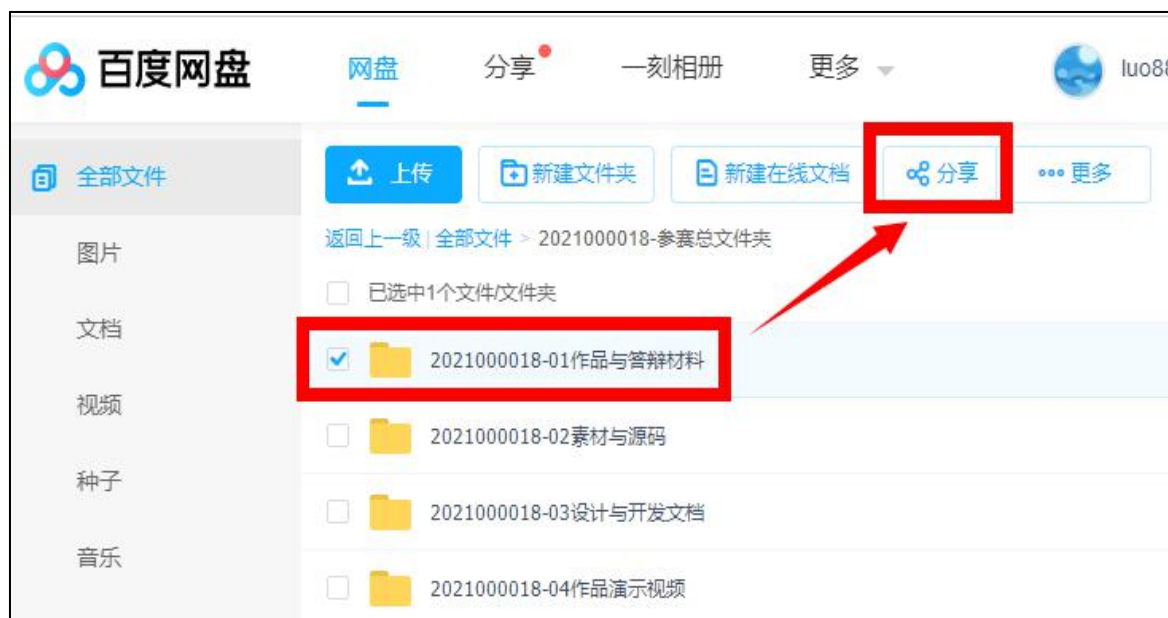 百度网盘 网盘 分享 一刻相册 更多 luo88
全部文件 上传 新建文件夹 新建在线文档 分享 更多
返回上一级 | 全部文件 > 2021000018-参赛总文件夹
图片
已选中1个文件/文件夹
文档
2021000018-01作品与答辩材料
视频
2021000018-02素材与源码
种子
2021000018-03设计与开发文档
音乐
2021000018-04作品演示视频